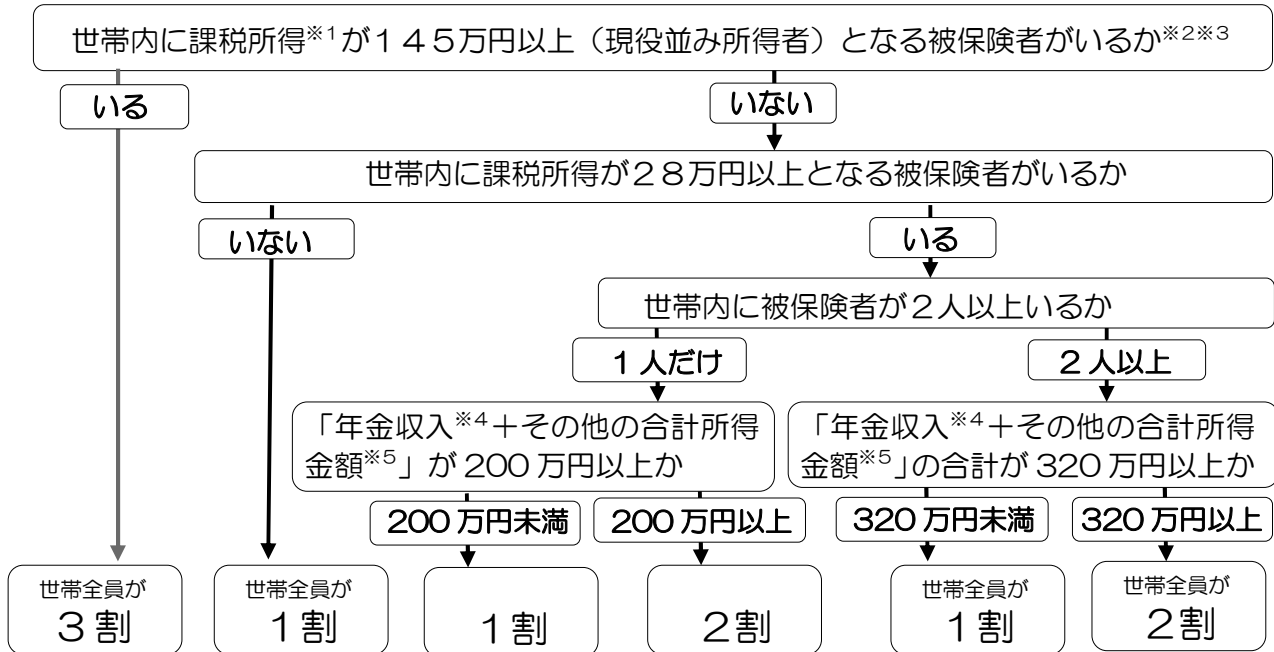 世帯内に課税所得※1が145万円以上（現役並み所得者）となる被保険者がいるか※2※3
いる
いない
世帯内に課税所得が28万円以上となる被保険者がいるか
いない
いる
世帯内に被保険者が2人以上いるか
1人だけ
2人以上
「年金収入※4＋その他の合計所得
金額※5」が200万円以上か
「年金収入※4＋その他の合計所得
金額※5」の合計が320万円以上か
200万円未満
200万円以上
320万円未満
320万円以上
世帯全員が
3割
世帯全員が
1割
1割
2割
世帯全員が
1割
世帯全員が
2割